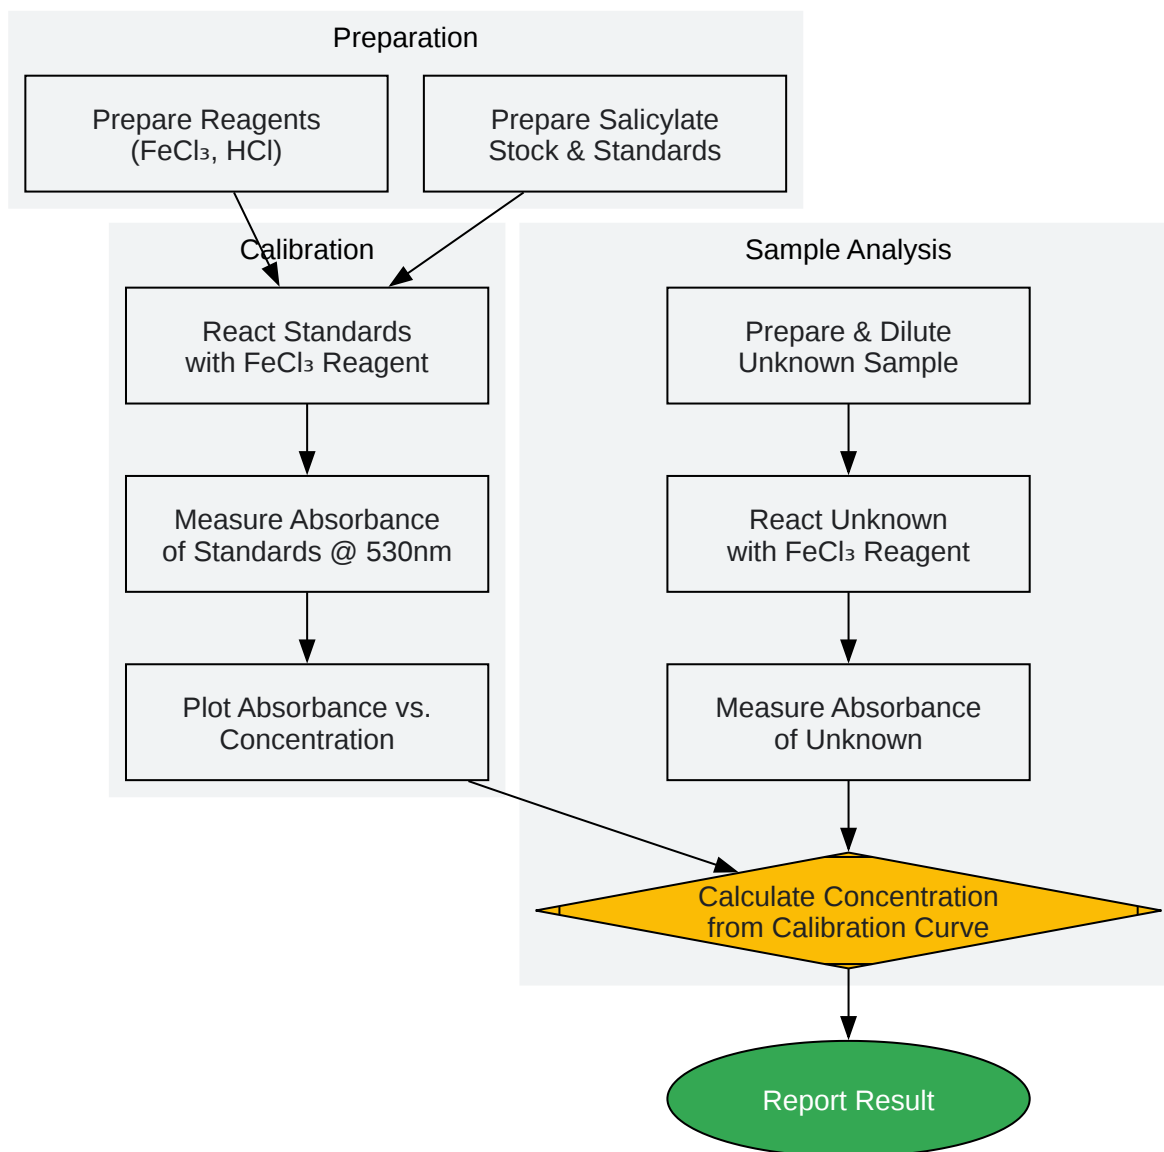 Preparation
Prepare Reagents
(FeCl₃, HCl)
Prepare Salicylate
Stock & Standards
Calibration
React Standards
with FeCl₃ Reagent
Measure Absorbance
of Standards @ 530nm
Plot Absorbance vs.
Concentration
Sample Analysis
Prepare & Dilute
Unknown Sample
React Unknown
with FeCl₃ Reagent
Measure Absorbance
of Unknown
Calculate Concentration
from Calibration Curve
Report Result